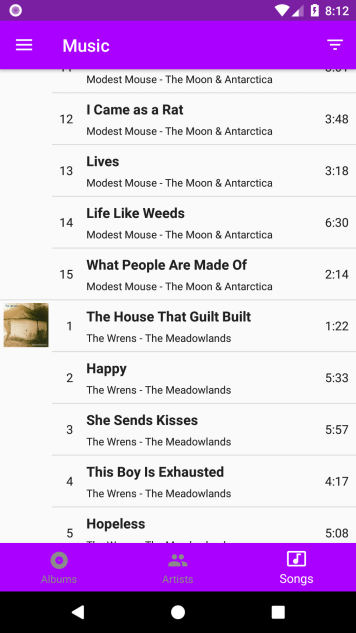 8:12
Music
Modest Mouse - The Moon & Antarctica
12
I Came as a Rat
3:48
Modest Mouse - The Moon & Antarctica
13
Lives
3:18
Modest Mouse - The Moon & Antarctica
14
Life Like Weeds
6:30
Modest Mouse - The Moon & Antarctica
15
What People Are Made Of
2:14
Modest Mouse - The Moon & Antarctica
1
The House That Guilt Built
1:22
The Wrens - The Meadowlands
2
Happy
5:33
The Wrens - The Meadowlands
3
She Sends Kisses
5:57
The Wrens - The Meadowlands
4
This Boy Is Exhausted
4:17
The Wrens - The Meadowlands
5
Hopeless
5:08
The Wrens - The Meadowlands
Albums
Artists
Songs